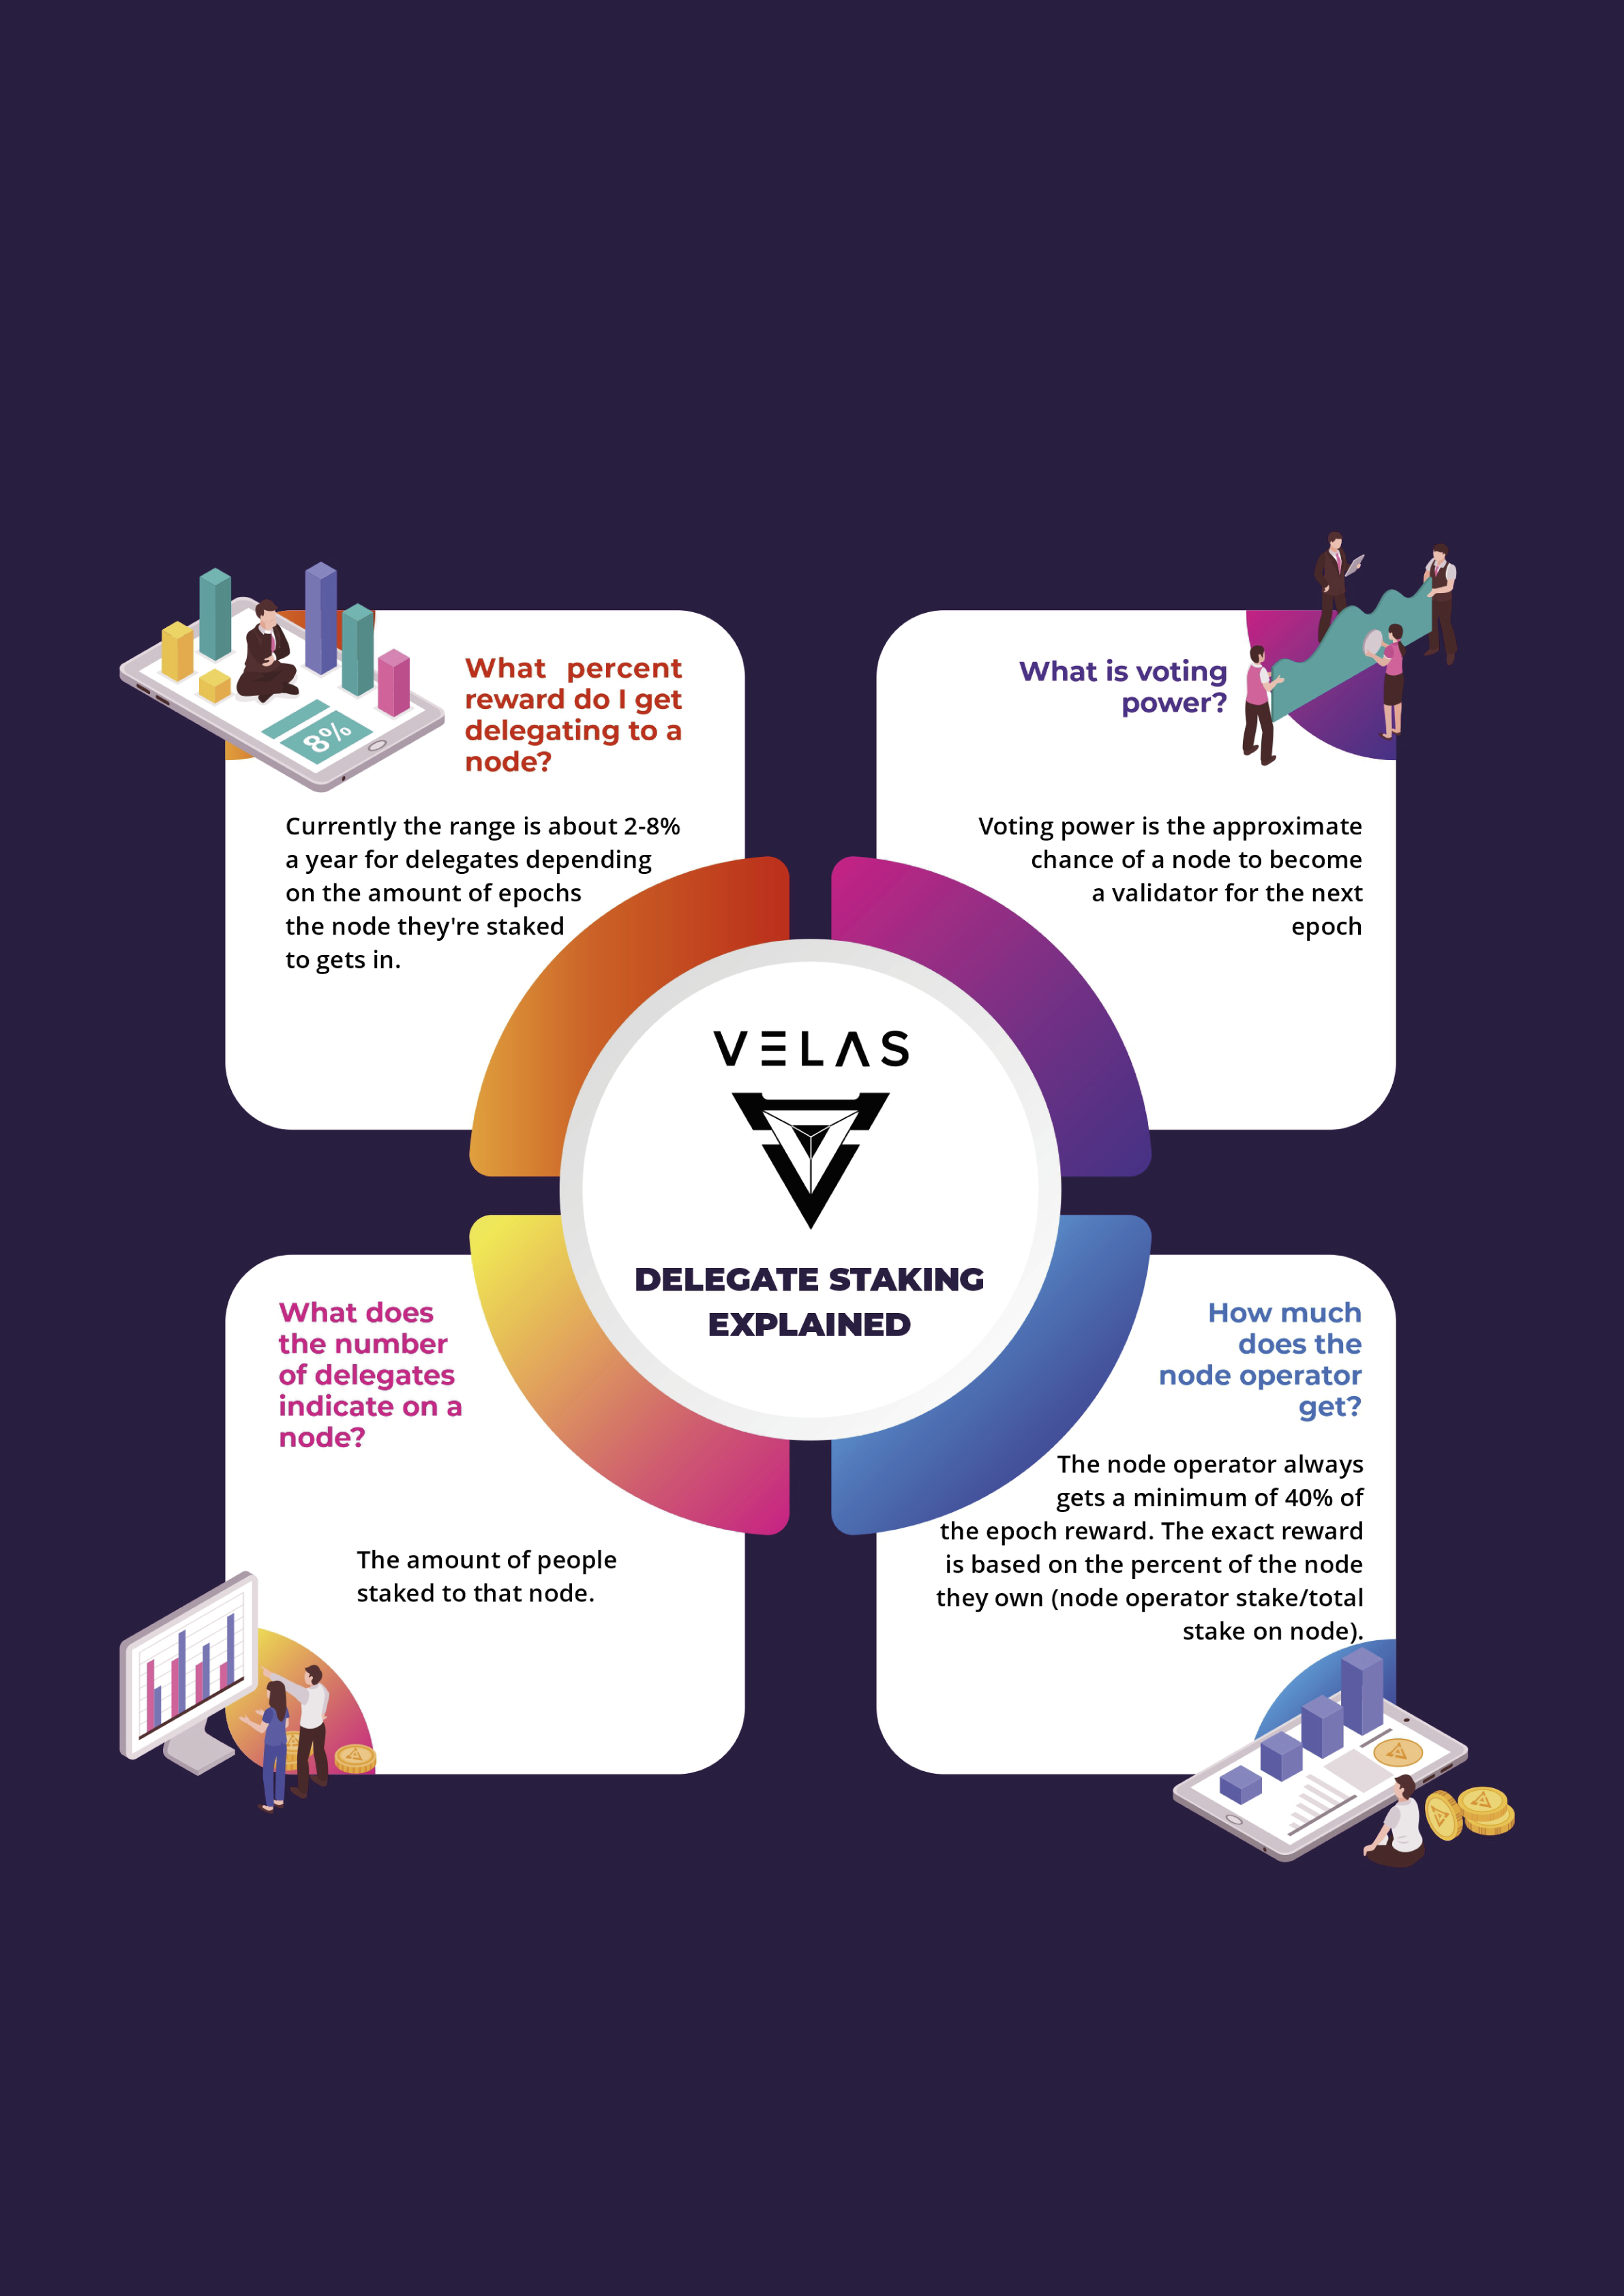 What percent
reward do I get
delegating to a
node?
8%
Currently the range is about 2-8%
a year for delegates depending
on the amount of epochs
the node they're staked
to gets in.
What is voting
power?
Voting power is the approximate
chance of a node to become
a validator for the next
epoch
VELAS
DELEGATE STAKING
EXPLAINED
What does
the number
of delegates
indicate on a
node?
The amount of people
staked to that node.
How much
does the
node operator
get?
The node operator always
gets a minimum of 40% of
the epoch reward. The exact reward
is based on the percent of the node
they own (node operator stake/total
stake on node).